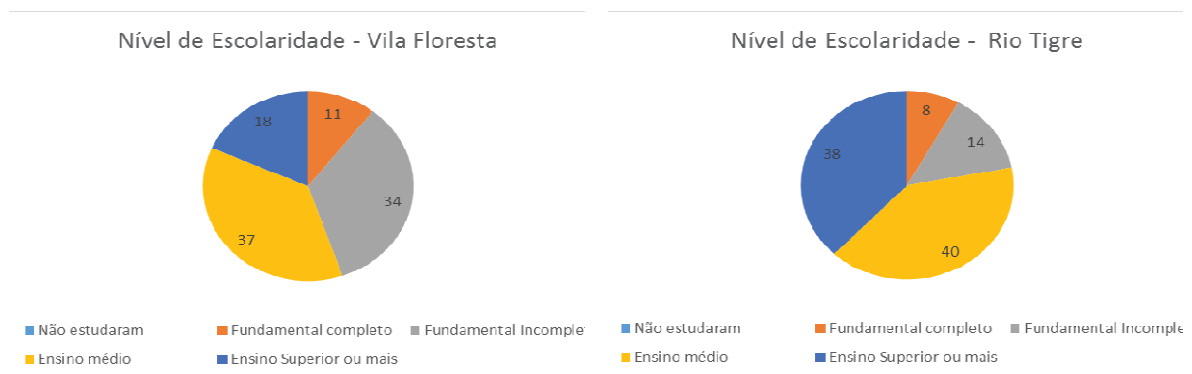 Nível de Escolaridade - Vila Floresta
11
18
34
37
Não estudaram
Fundamental completo
Fundamental Incomplet
Ensino médio
Ensino Superior ou mais
Nível de Escolaridade - Rio Tigre
8
14
38
40
Não estudaram
Fundamental completo
Fundamental Incomple
Ensino médio
Ensino Superior ou mais